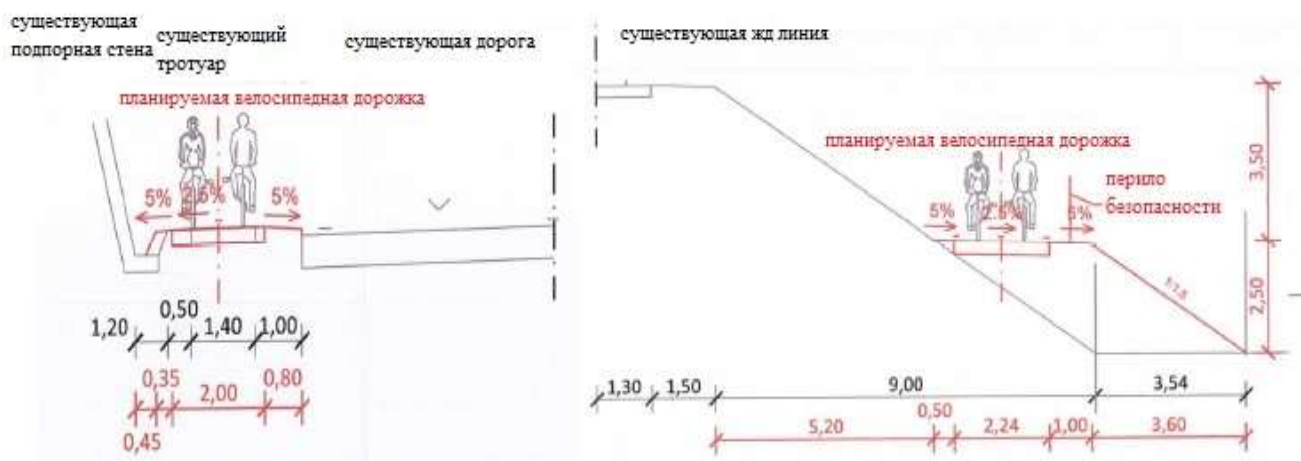 существующая
подпорная стена
существующий
тротуар
существующая дорога
планируемая велосипедная дорожка
5%
2.5%
5%
0,50
1,20
1,40
1,00
0,35
2,00
0,80
0,45
существующая жд линия
планируемая велосипедная дорожка
перило
безопасности
5%
2.5%
5%
3,50
2,50
1:1,5
1,30
1,50
9,00
3,54
0,50
5,20
2,24
1,00
3,60